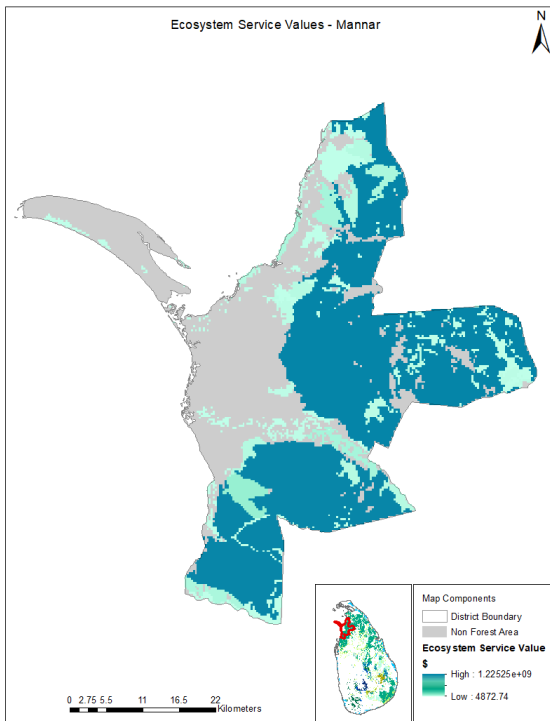 Ecosystem Service Values - Mannar
N
Map Components
District Boundary
Non Forest Area
Ecosystem Service Value
$
High : 1.22525e+09
Low : 4872.74
0 2.75 5.5 11 16.5 22
Kilometers